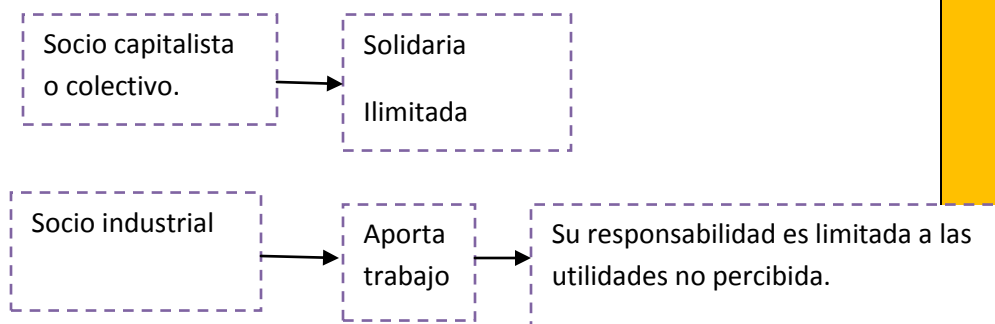 Socio capitalista
o colectivo.
Solidaria
Ilimitada
Socio industrial
Aporta
trabajo
Su responsabilidad es limitada a las
utilidades no percibida.